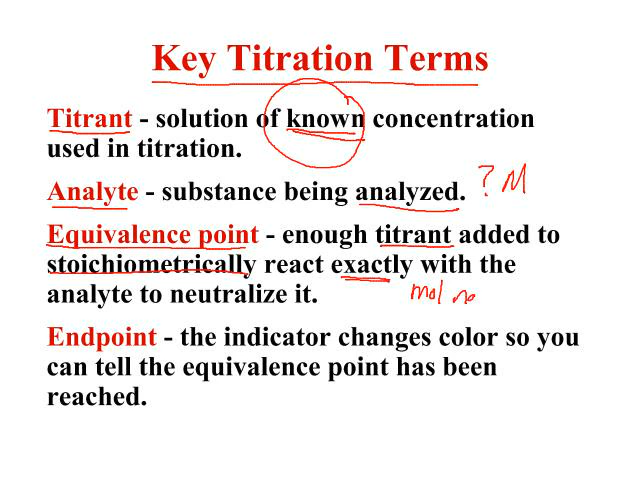 Key Titration Terms
Titrant - solution of known concentration
used in titration.
Analyte - substance being analyzed. ? M
Equivalence point - enough titrant added to
stoichiometrically react exactly with the
analyte to neutralize it. mol
Endpoint - the indicator changes color so you
can tell the equivalence point has been
reached.